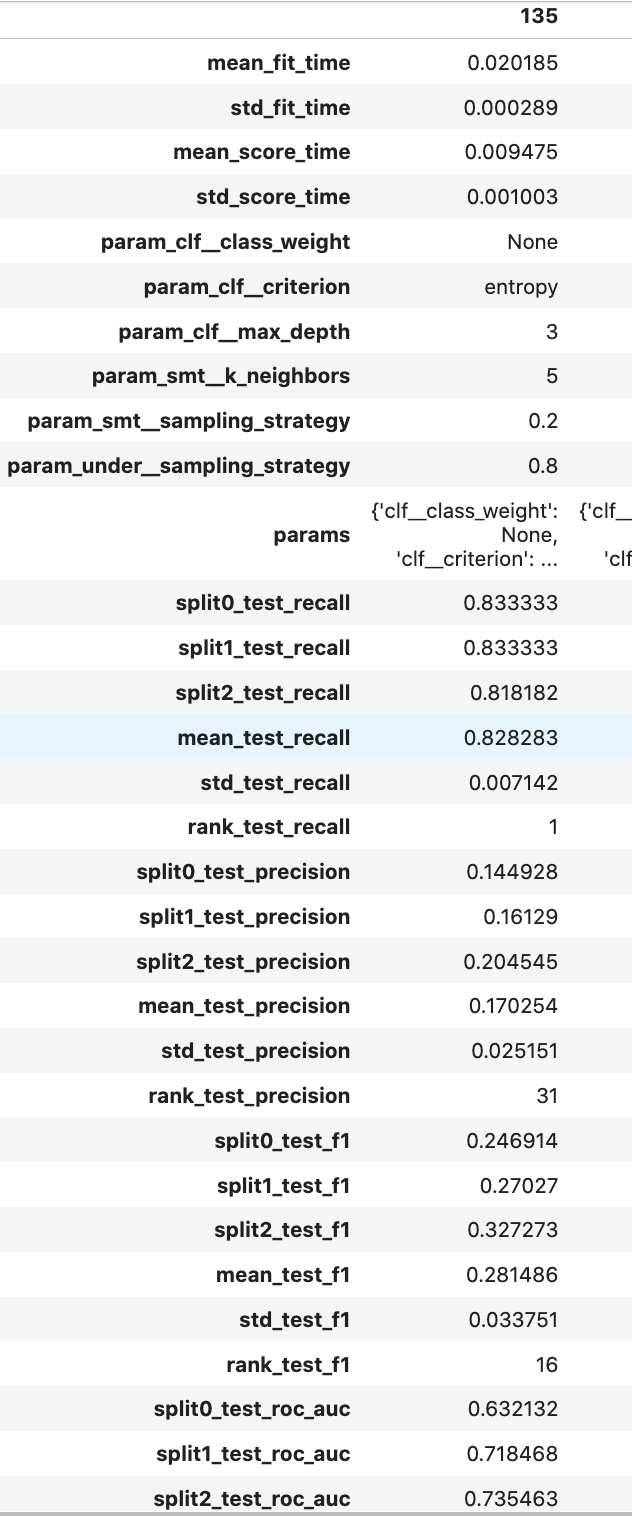 135
mean_fit_time 0.020185
std_fit_time 0.000289
mean_score_time 0.009475
std_score_time 0.001003
param_clf__class_weight None
param_clf__criterion entropy
param_clf__max_depth 3
param_smt__k_neighbors 5
param_smt__sampling_strategy 0.2
param_under__sampling_strategy 0.8
{'clf__class_weight': {'clf__
params None,
'clf__criterion': ... 'clf
split0_test_recall 0.833333
split1_test_recall 0.833333
split2_test_recall 0.818182
mean_test_recall 0.828283
std_test_recall 0.007142
rank_test_recall 1
split0_test_precision 0.144928
split1_test_precision 0.16129
split2_test_precision 0.204545
mean_test_precision 0.170254
std_test_precision 0.025151
rank_test_precision 31
split0_test_f1 0.246914
split1_test_f1 0.27027
split2_test_f1 0.327273
mean_test_f1 0.281486
std_test_f1 0.033751
rank_test_f1 16
split0_test_roc_auc 0.632132
split1_test_roc_auc 0.718468
split2_test_roc_auc 0.735463